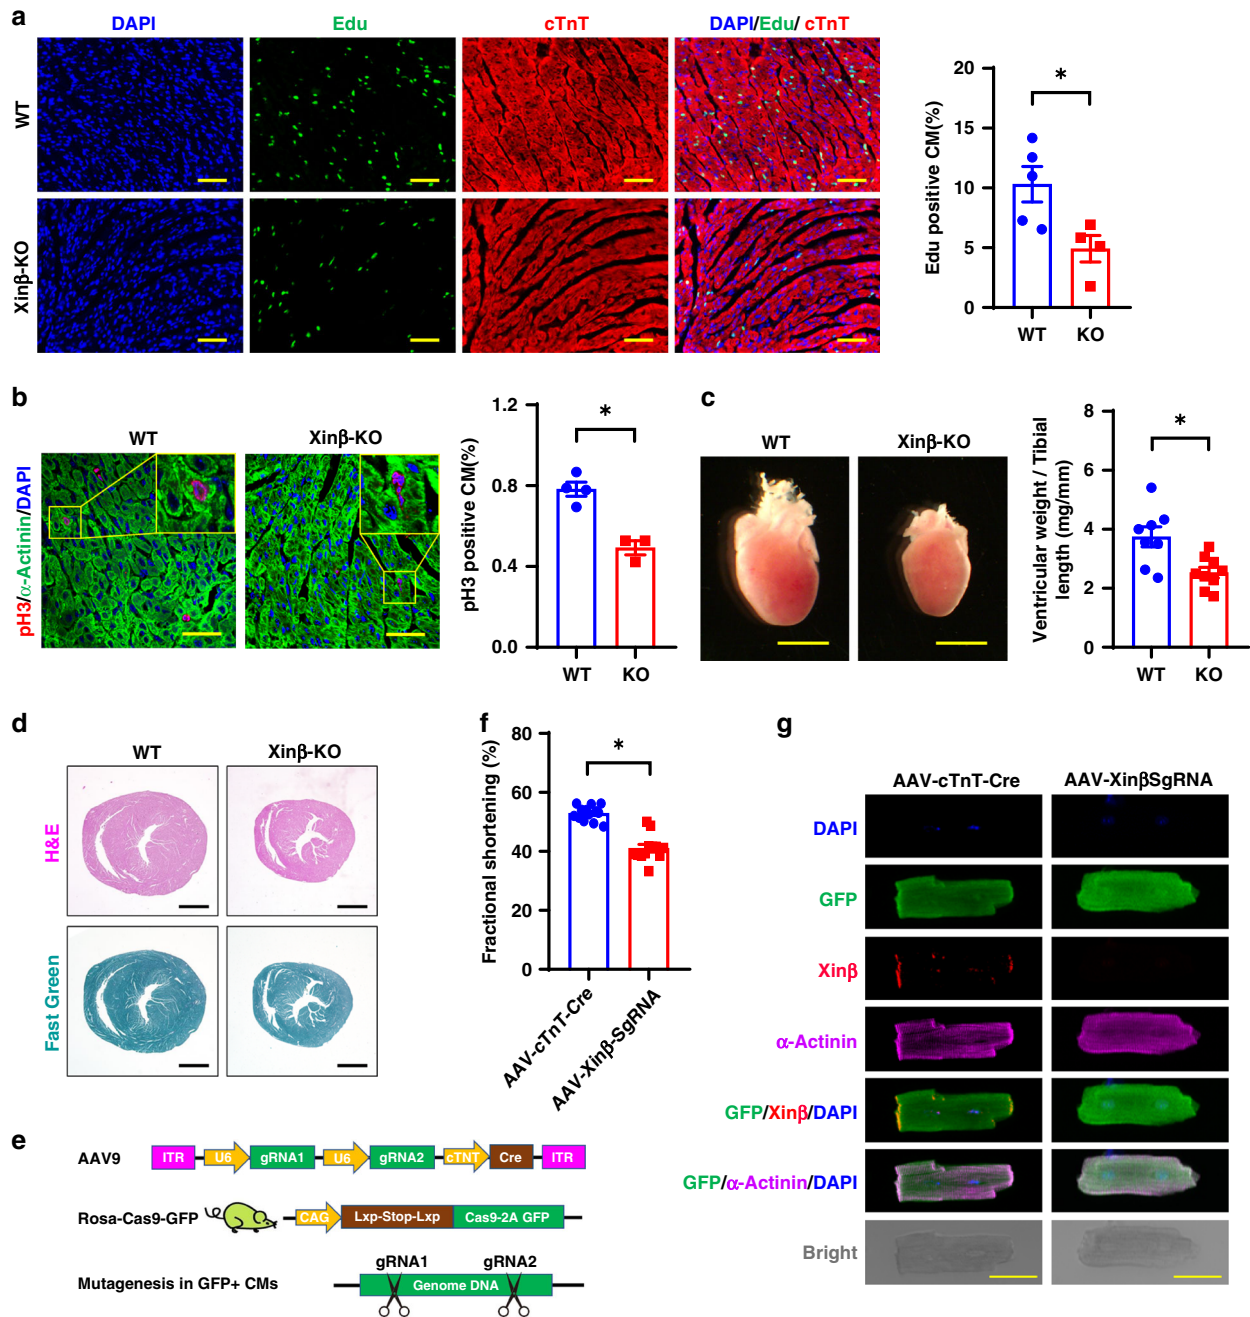 a
DAPI
Edu
cTnT
DAPI/Edu/ cTnT
WT
Xinβ-KO
Edu positive CM(%)
20
15
10
5
0
*
WT
KO
b
WT
Xinβ-KO
pH3/α-Actinin/DAPI
pH3 positive CM(%)
1.2
0.8
0.4
0.0
*
WT
KO
c
WT
Xinβ-KO
Ventricular weight / Tibial
length (mg/mm)
8
6
4
2
0
*
WT
KO
d
WT
Xinβ-KO
H&E
Fast Green
e
AAV9
ITR
U6
gRNA1
U6
gRNA2
cTNT
Cre
ITR
Rosa-Cas9-GFP
CAG
Lxp-Stop-Lxp
Cas9-2A GFP
Mutagenesis in GFP+ CMs
gRNA1
gRNA2
Genome DNA
f
Fractional shortening (%)
80
60
40
20
0
*
AAV-cTnT-Cre
AAV-Xinβ-SgRNA
g
AAV-cTnT-Cre
AAV-XinβSgRNA
DAPI
GFP
Xinβ
α-Actinin
GFP/Xinβ/DAPI
GFP/α-Actinin/DAPI
Bright